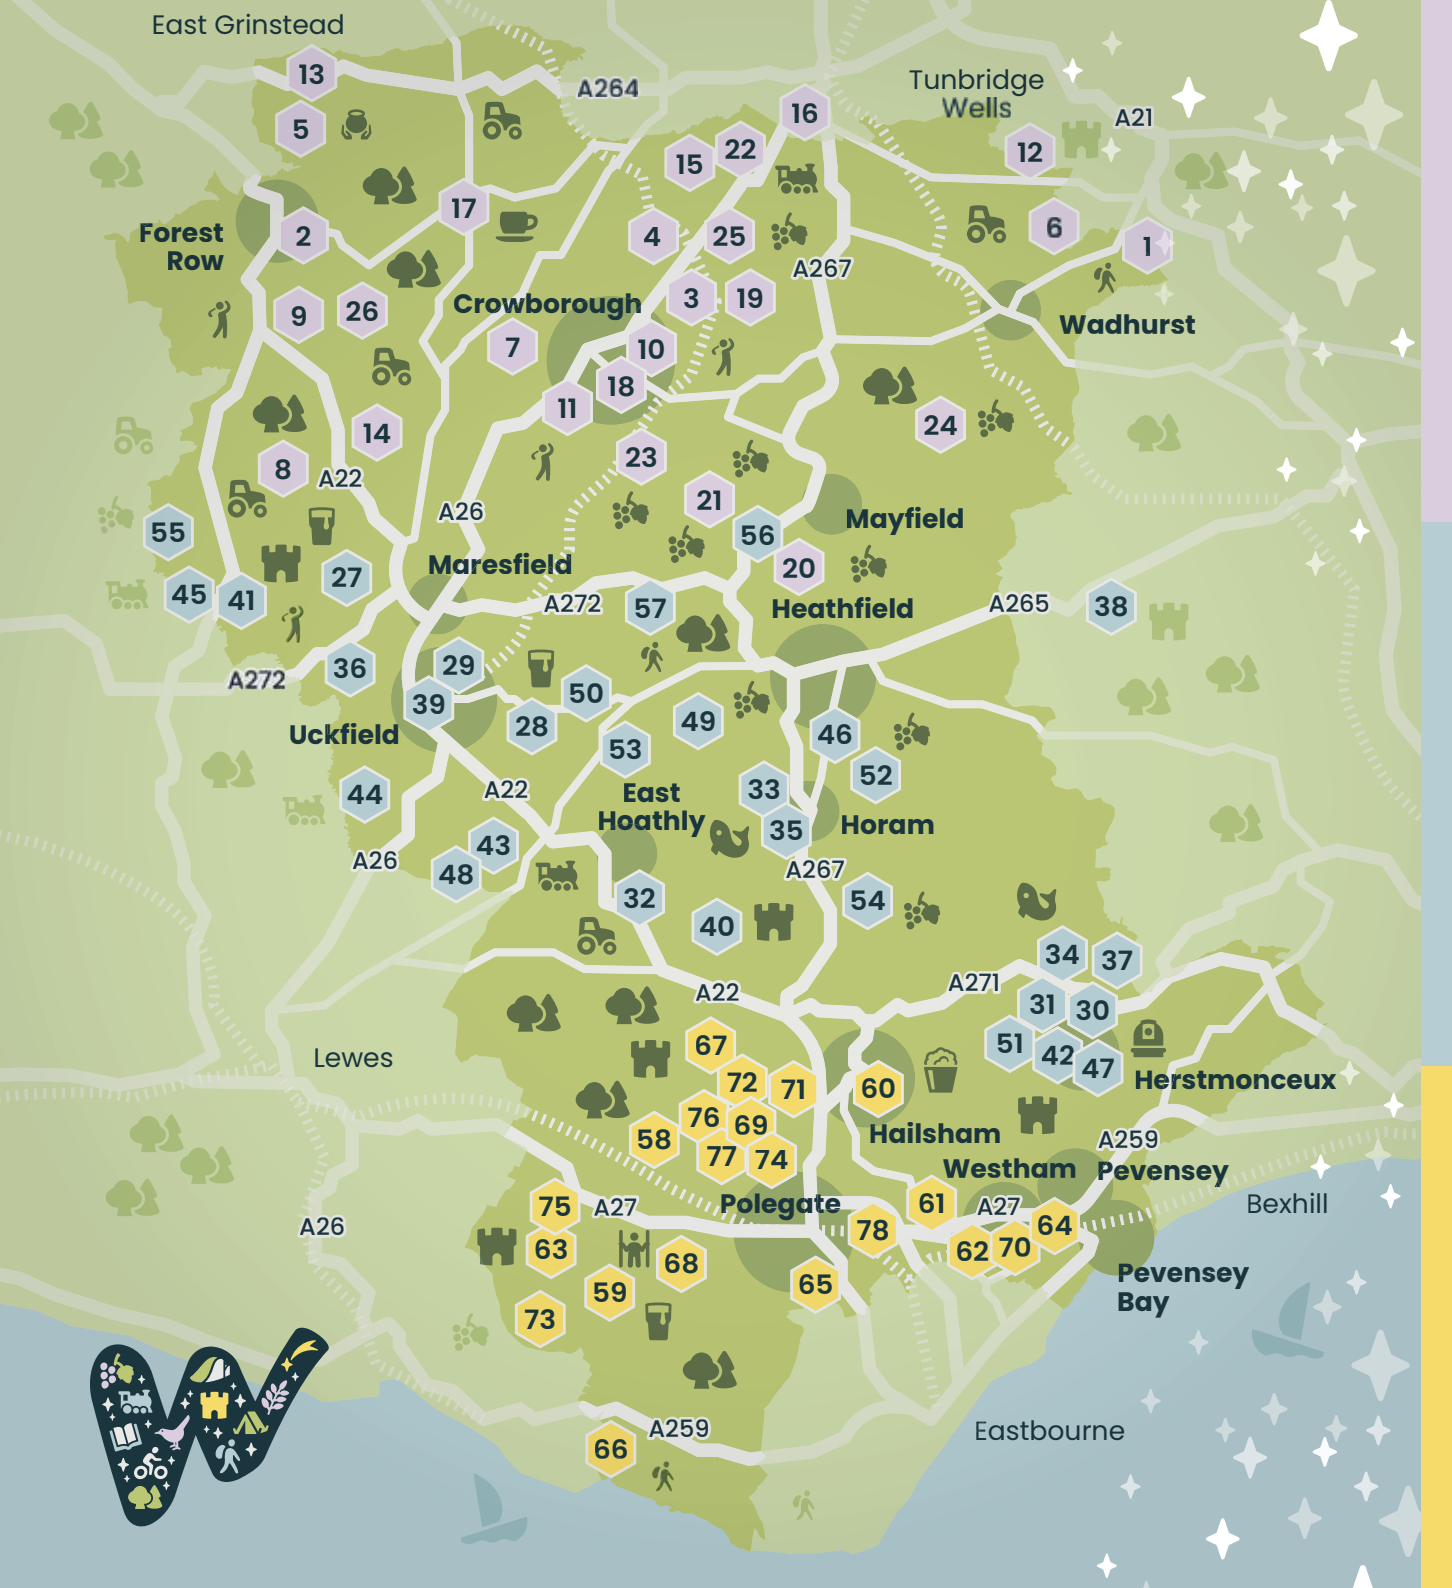 East Grinstead
13
A264
Tunbridge
Wells
A21
5
16
12
15
22
17
Forest
Row
2
4
25
6
1
A267
9
26
Crowborough
3
19
Wadhurst
7
10
18
11
14
24
8
A22
23
21
A26
55
56
Mayfield
Maresfield
20
27
45
41
A272
57
Heathfield
A265
38
A272
36
29
50
39
28
49
46
Uckfield
53
52
44
A22
33
East
Hoathly
35
Horam
43
A26
48
A267
32
54
40
34
37
A271
A22
31
30
51
42
47
Lewes
67
Herstmonceux
72
71
60
76
69
58
Hailsham
A259
77
74
Westham
Pevensey
75
A27
Polegate
61
A27
Bexhill
A26
78
64
63
62
70
68
65
Pevensey
Bay
59
73
A259
66
Eastbourne